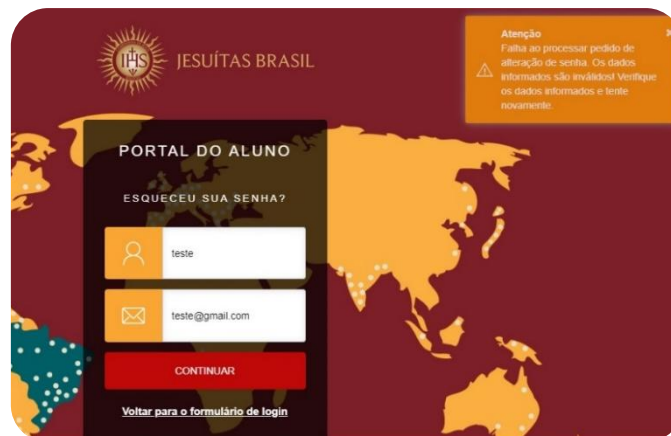 IHS
JESUÍTAS BRASIL
Atenção
Falha ao processar pedido de
alteração de senha. Os dados
informados são inválidos! Verifique
os dados informados e tente
novamente.
PORTAL DO ALUNO
ESQUECEU SUA SENHA?
teste
teste@gmail.com
CONTINUAR
Voltar para o formulário de login